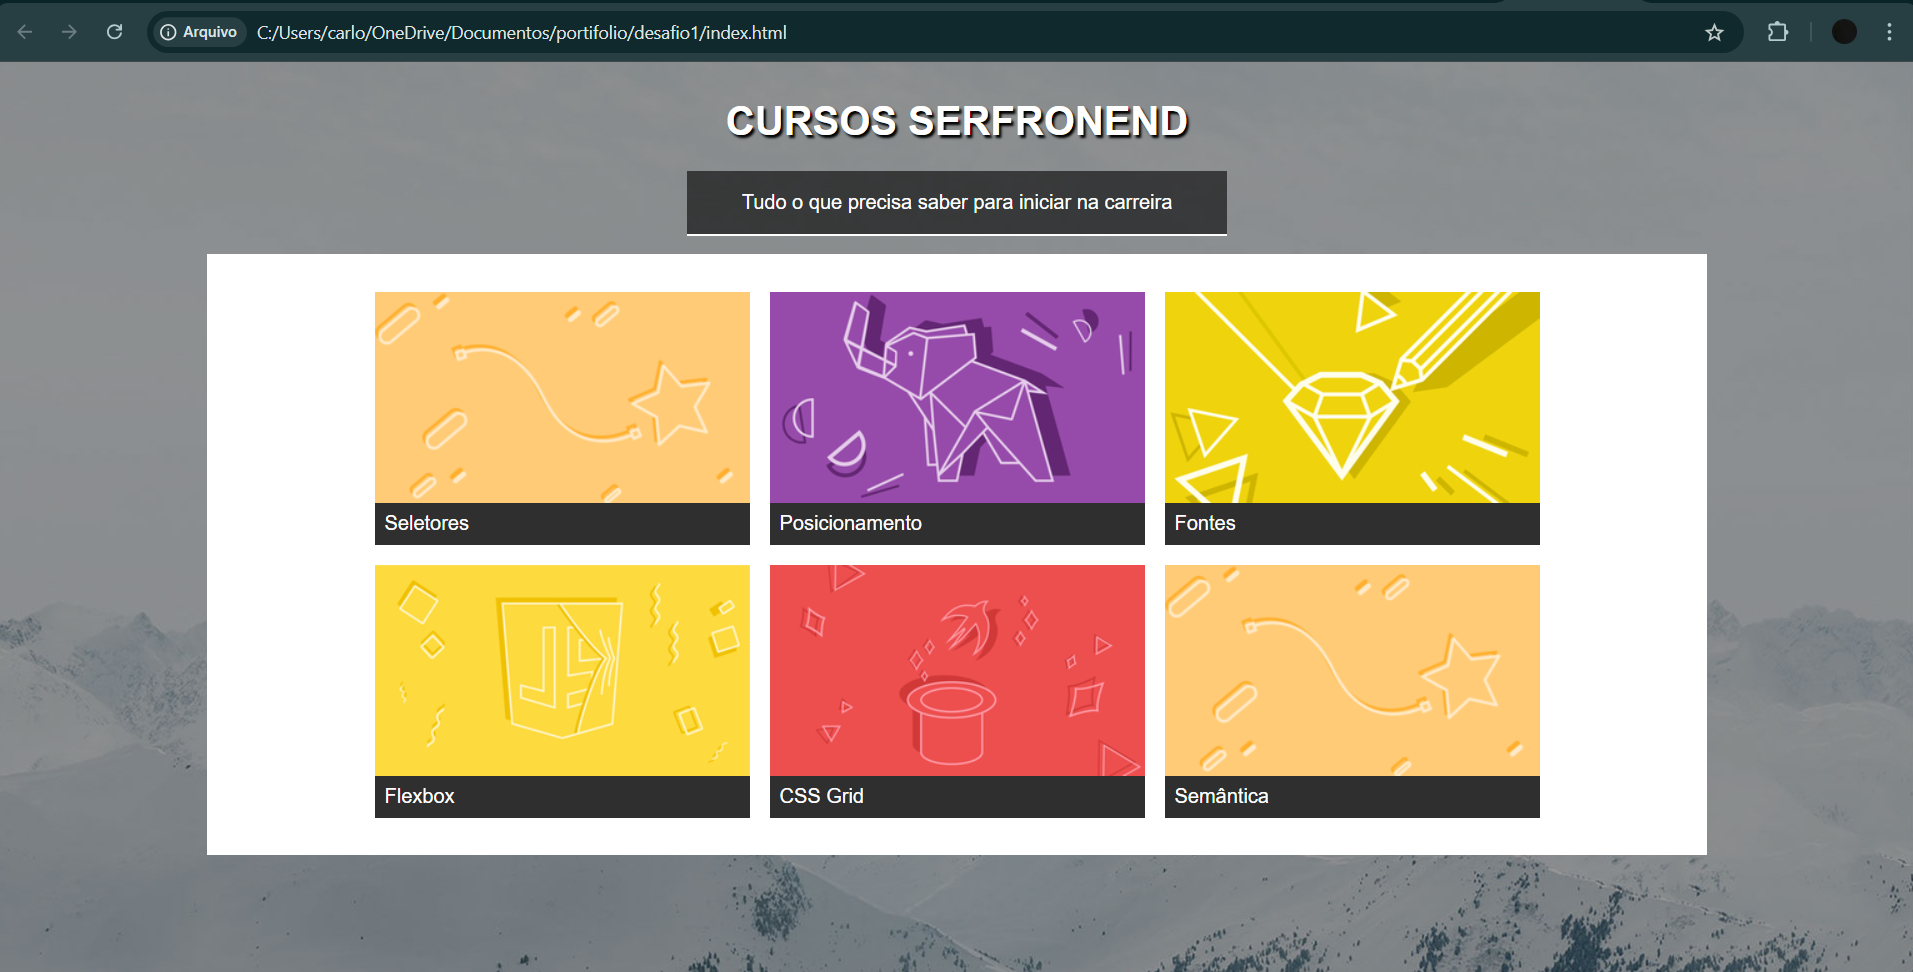 Arquivo C:/Users/carlo/OneDrive/Documentos/portifolio/desafio1/index.html
CURSOS SERFRONEND
Tudo o que precisa saber para iniciar na carreira
Seletores
Posicionamento
Fontes
JS
Flexbox
CSS Grid
Semântica